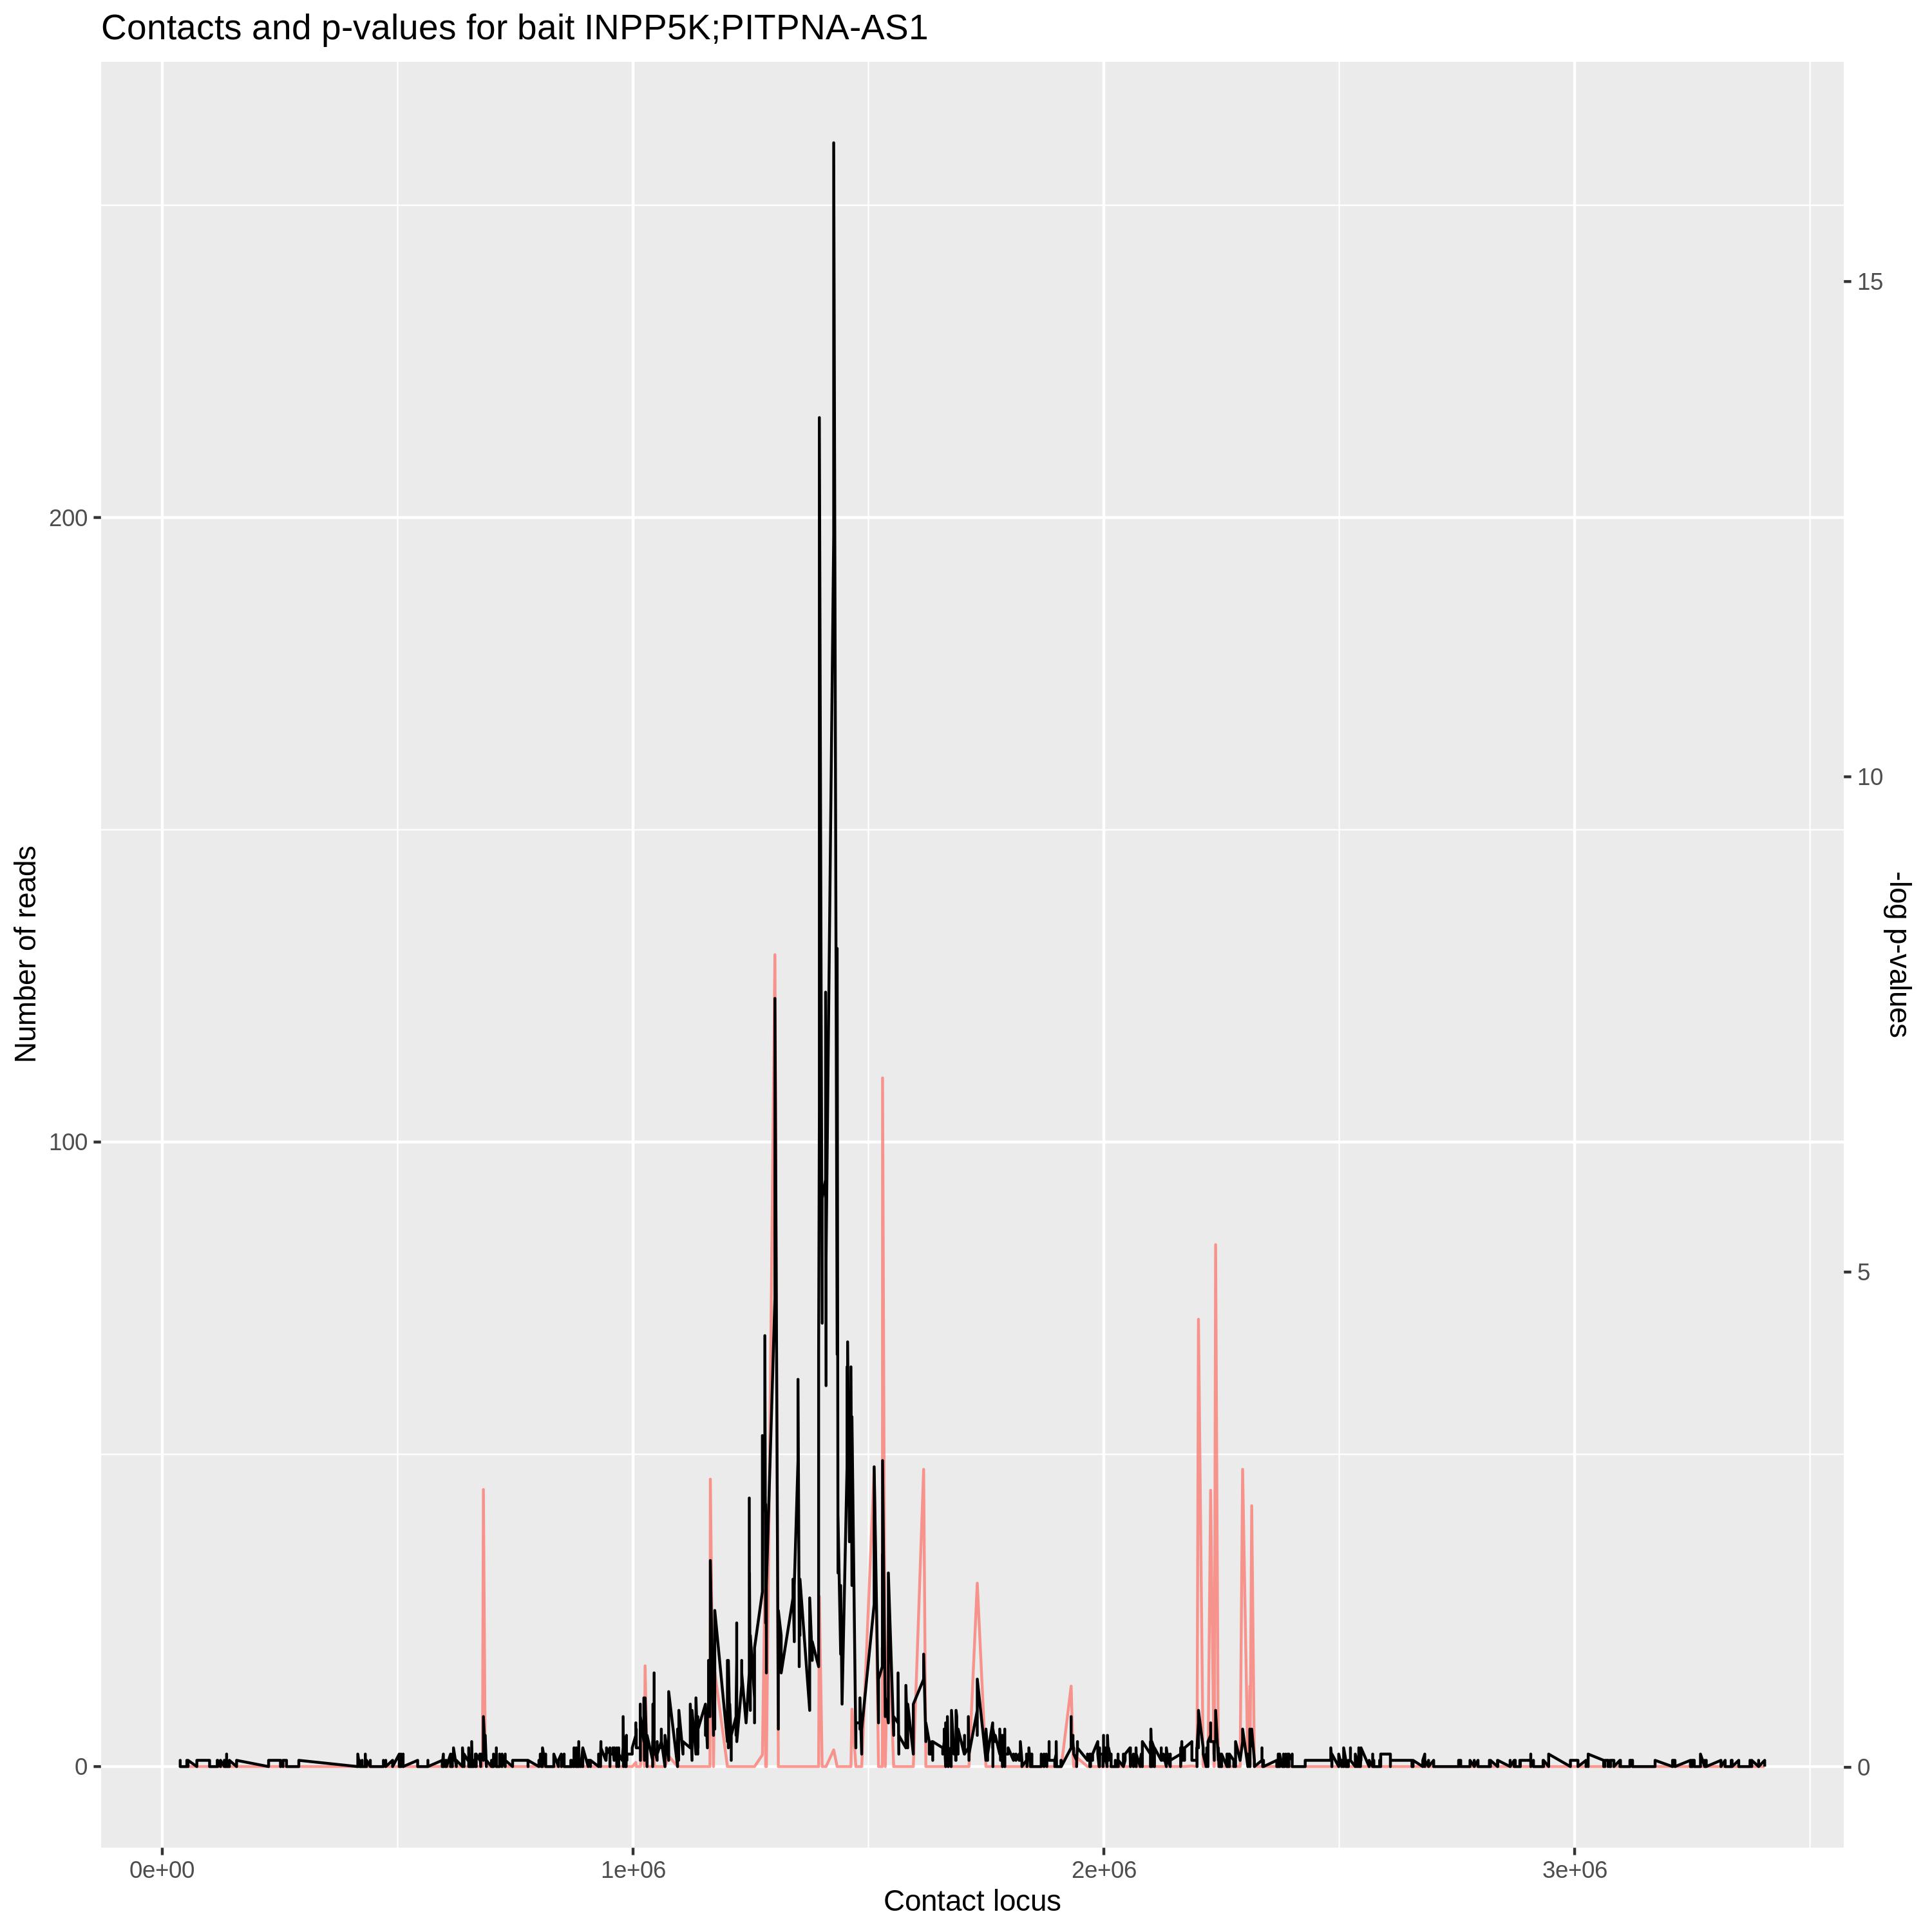 Contacts and p-values for bait INPP5K;PITPNA-AS1
Number of reads
200
100
0
15
10
5
0
-log p-values
0e+00
1e+06
2e+06
3e+06
Contact locus